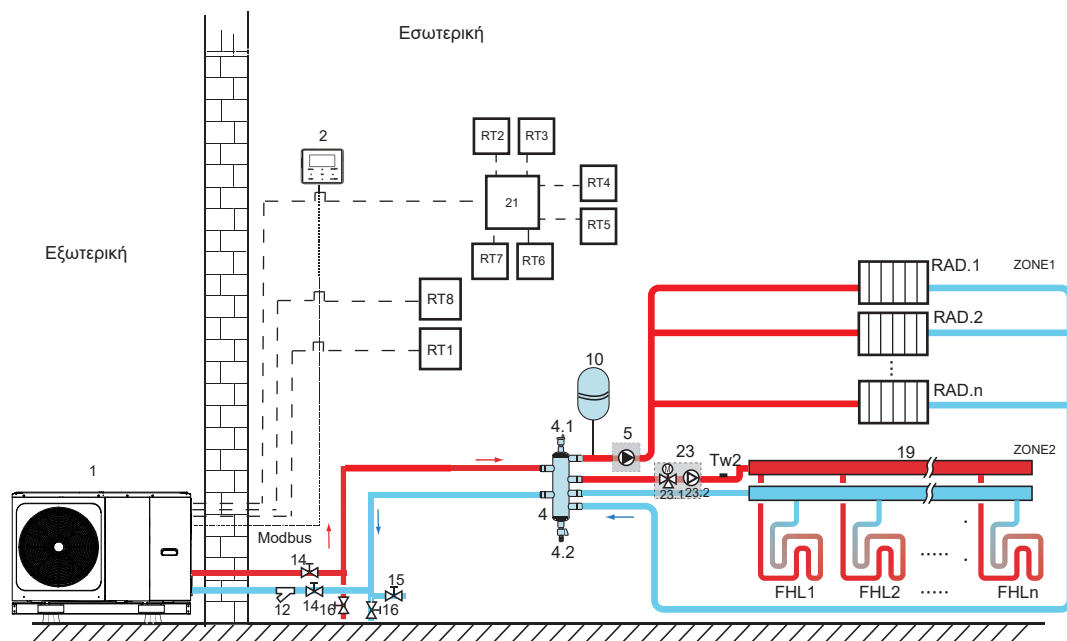 Εσωτερική
Εξωτερική
2
RT2
RT3
21
RT4
RT5
RT7
RT6
RT8
RT1
RAD.1
ZONE1
RAD.2
RAD.n
10
4.1
5
23
Tw2
19
ZONE2
M
23.1
23.2
4
4.2
1
Modbus
14
12
14
16
15
16
FHL1
FHL2
.....
FHLn